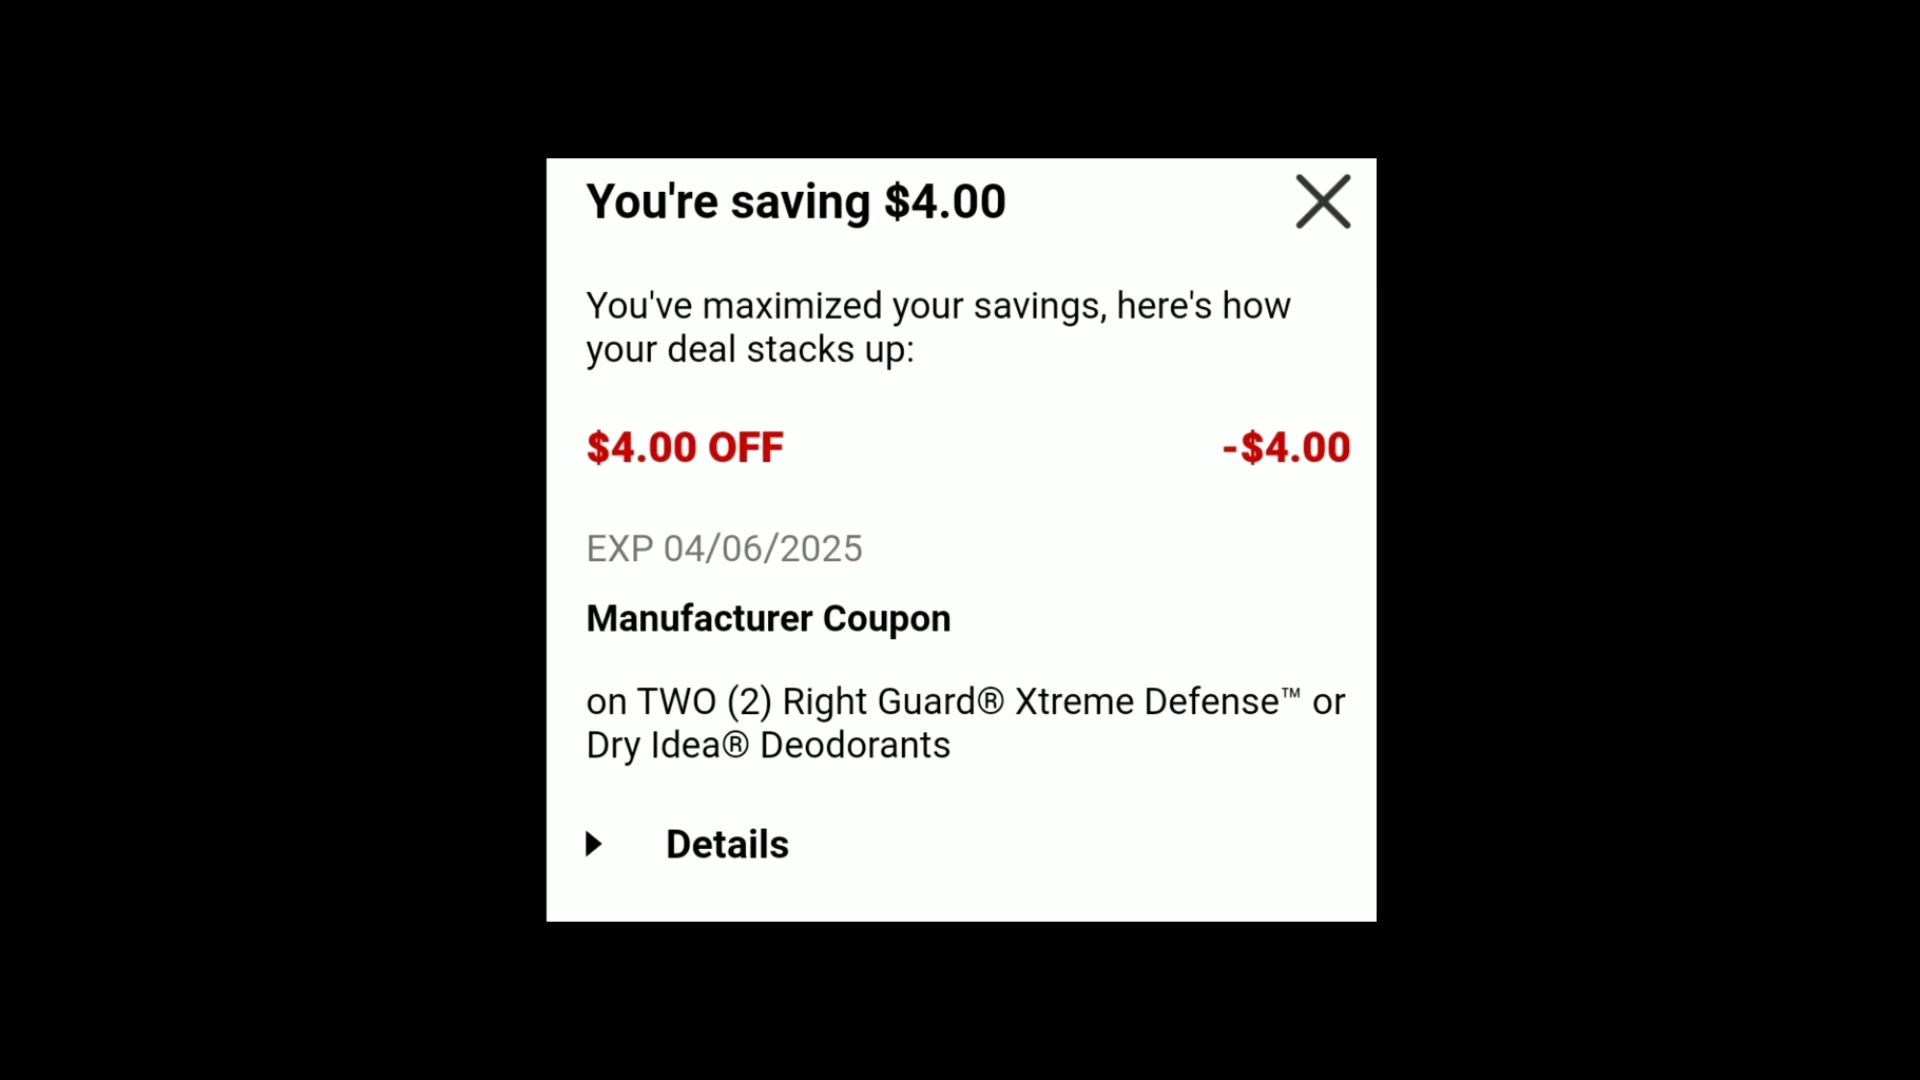 You're saving $4.00
You've maximized your savings, here's how
your deal stacks up:
$4.00 OFF -$4.00
EXP 04/06/2025
Manufacturer Coupon
on TWO (2) Right Guard® Xtreme Defense™ or
Dry Idea® Deodorants
Details